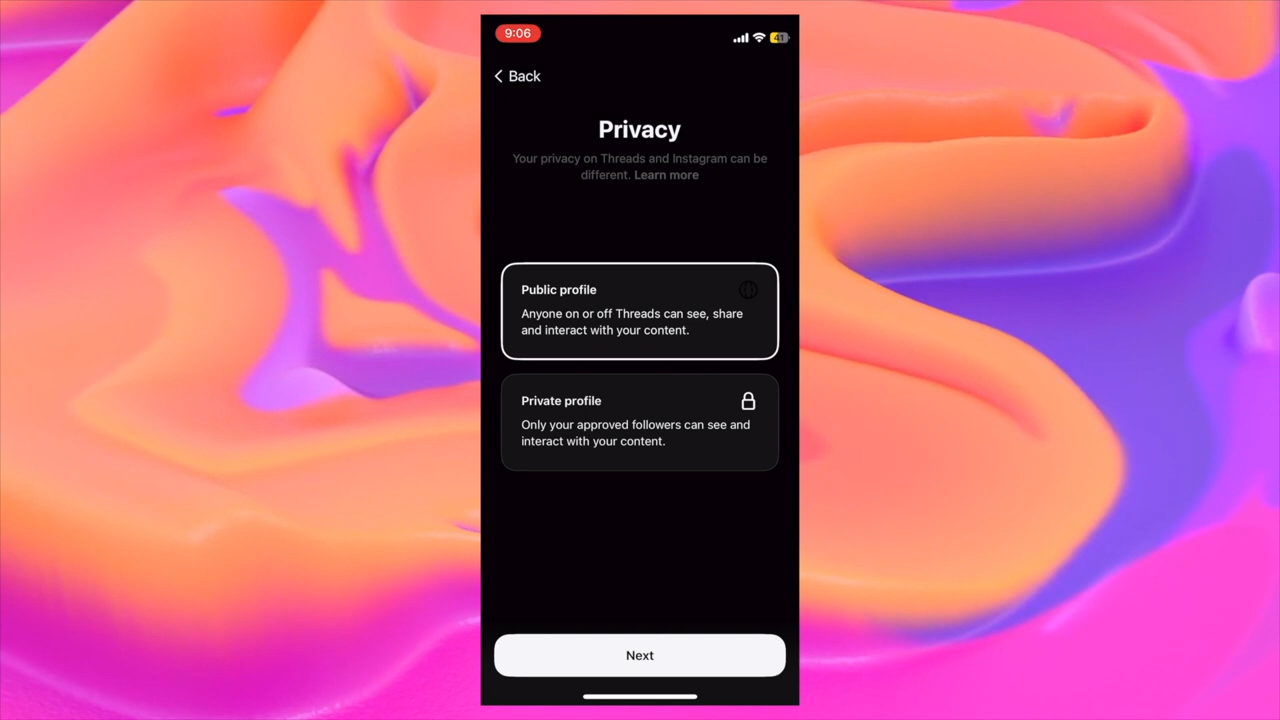 9:06
41
Back
Privacy
Your privacy on Threads and Instagram can be
different. Learn more
Public profile
Anyone on or off Threads can see, share
and interact with your content.
Private profile
Only your approved followers can see and
interact with your content.
Next